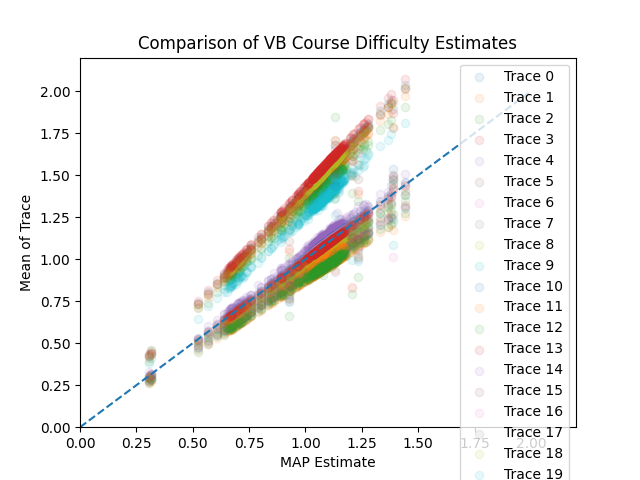 Comparison of VB Course Difficulty Estimates
Mean of Trace
2.00
1.75
1.50
1.25
1.00
0.75
0.50
0.25
0.00
0.00 0.25 0.50 0.75 1.00 1.25 1.50 1.75 2.00
MAP Estimate
Trace 0
Trace 1
Trace 2
Trace 3
Trace 4
Trace 5
Trace 6
Trace 7
Trace 8
Trace 9
Trace 10
Trace 11
Trace 12
Trace 13
Trace 14
Trace 15
Trace 16
Trace 17
Trace 18
Trace 19